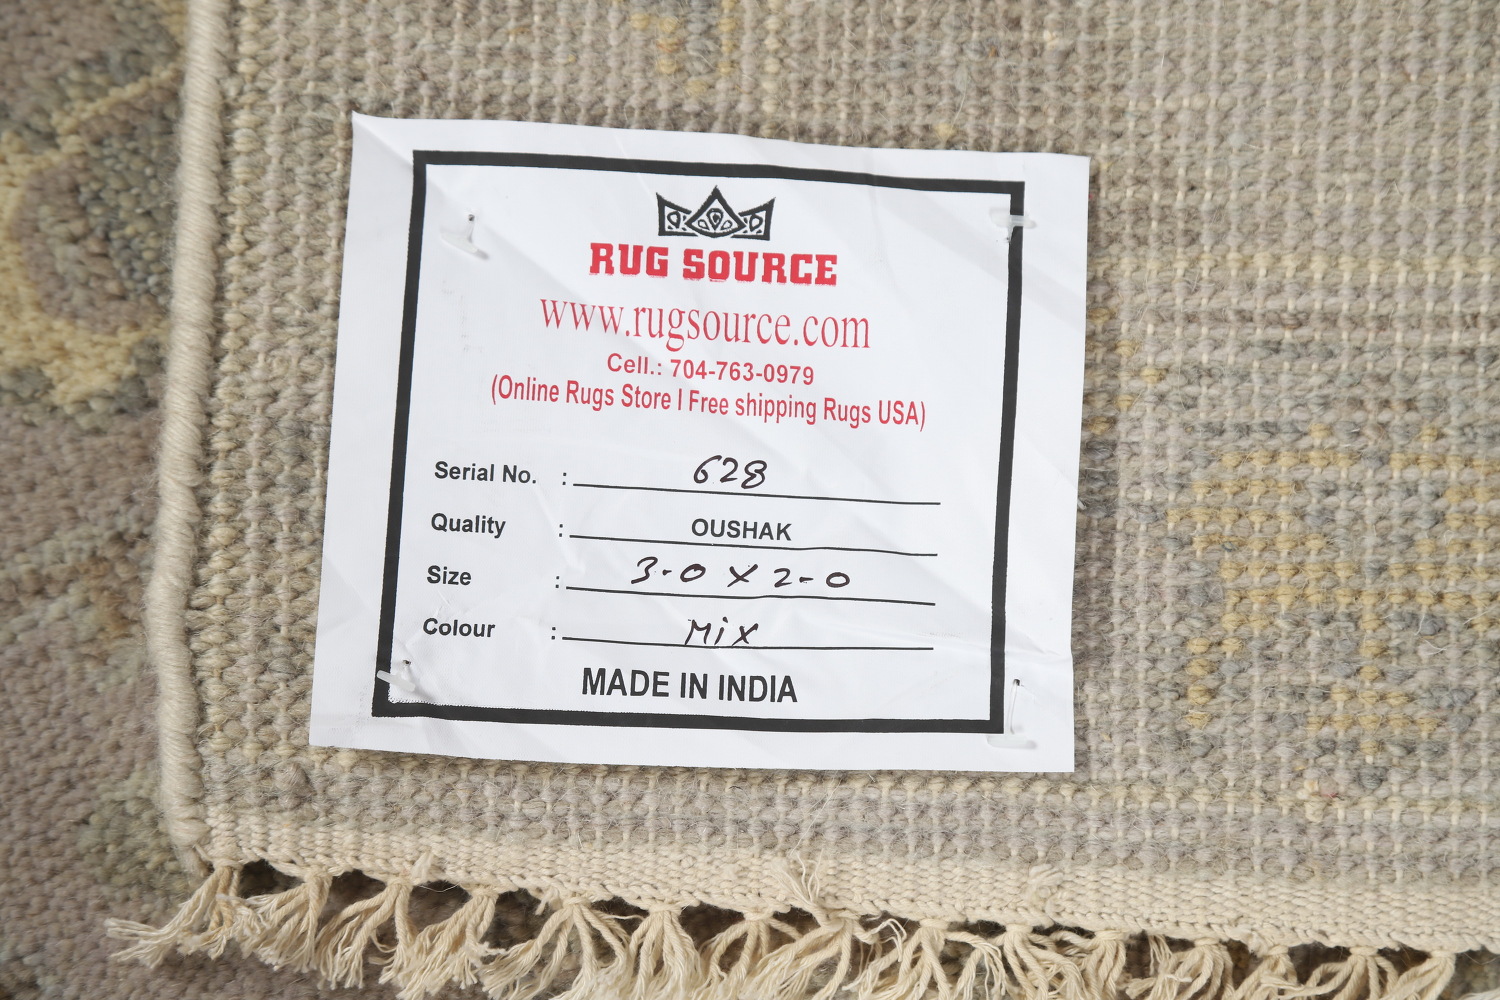 RUG SOURCE
www.rugsource.com
Cell.: 704-763-0979
(Online Rugs Store I Free shipping Rugs USA)
Serial No. : 628
Quality : OUSHAK
Size : 3-0 X 2-0
Colour : MiX
MADE IN INDIA